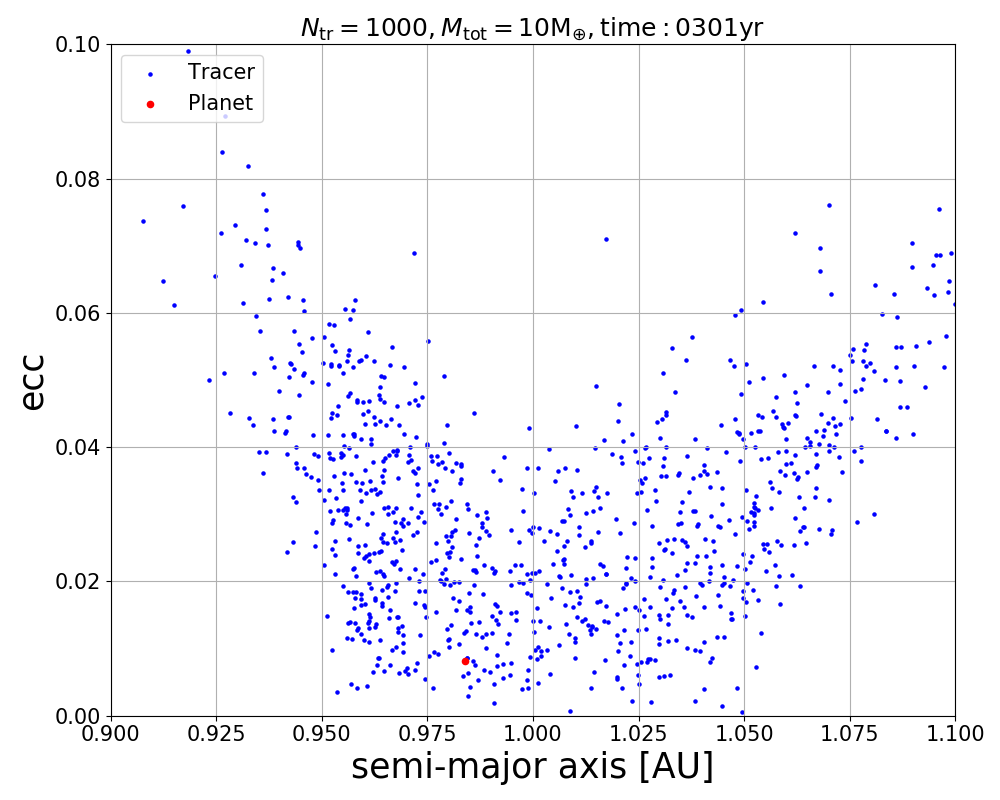 N_tr = 1000, M_tot = 10M_⊕, time : 0301yr
Tracer
Planet
ecc
0.10
0.08
0.06
0.04
0.02
0.00
0.900 0.925 0.950 0.975 1.000 1.025 1.050 1.075 1.100
semi-major axis [AU]